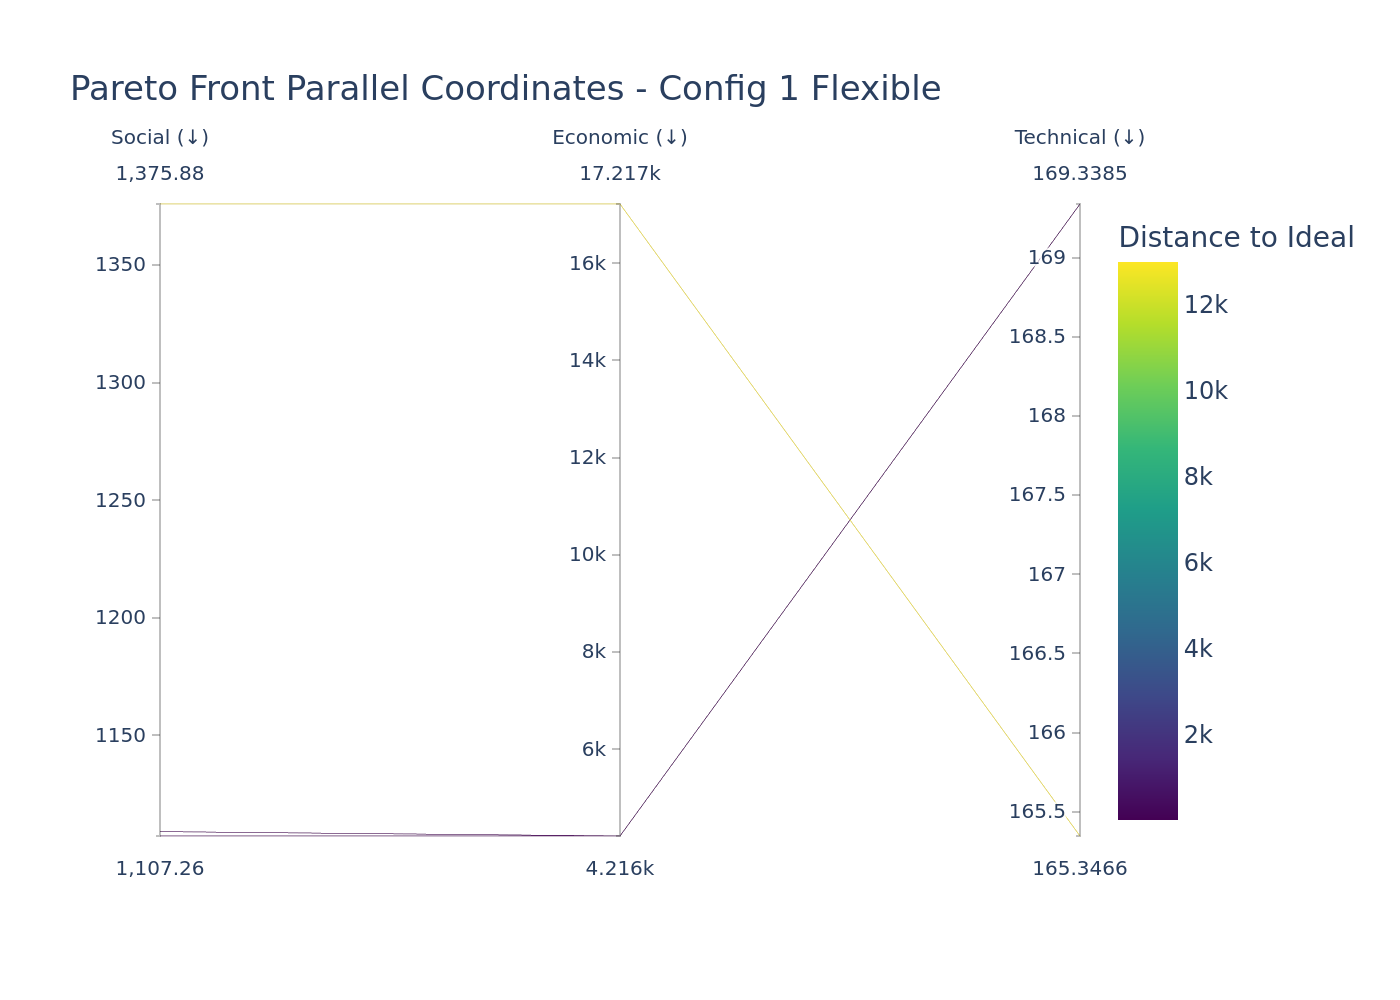 Pareto Front Parallel Coordinates - Config 1 Flexible
Social (↓)
Economic (↓)
Technical (↓)
1,375.88
17.217k
169.3385
1350
1300
1250
1200
1150
1,107.26
16k
14k
12k
10k
8k
6k
4.216k
169
168.5
168
167.5
167
166.5
166
165.5
165.3466
Distance to Ideal
12k
10k
8k
6k
4k
2k